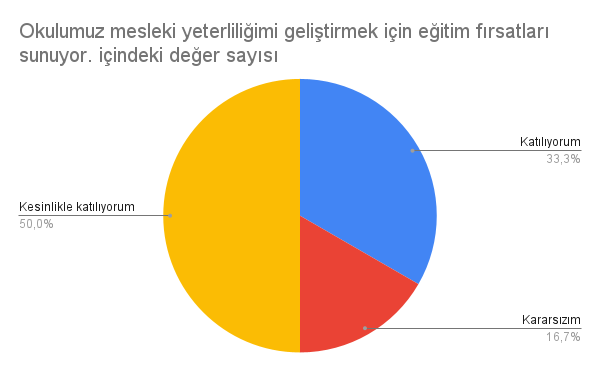 Okulumuz mesleki yeterliliğimi geliştirmek için eğitim fırsatları
sunuyor. içindeki değer sayısı
Katılıyorum
33,3%
Kesinlikle katılıyorum
50,0%
Kararsızım
16,7%